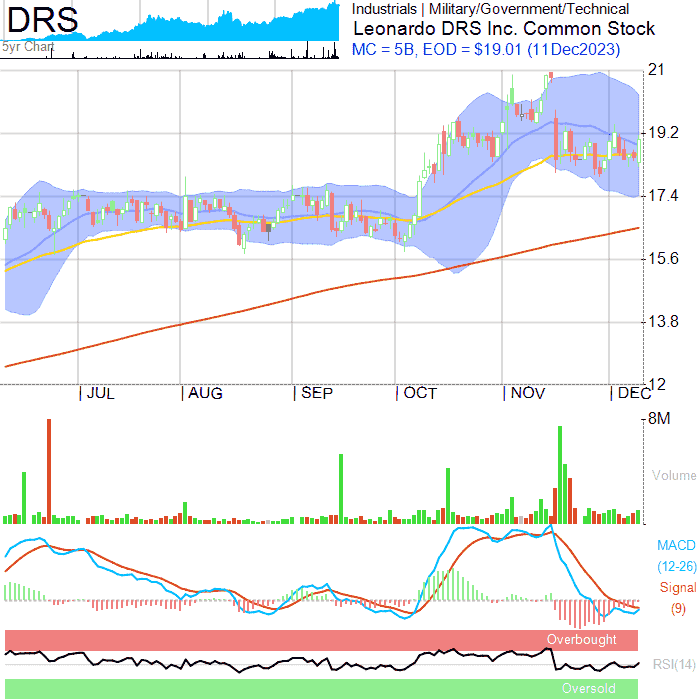 DRS
5yr Chart
Industrials | Military/Government/Technical
Leonardo DRS Inc. Common Stock
MC = 5B, EOD = $19.01 (11Dec2023)
21
19.2
17.4
15.6
13.8
12
JUL AUG SEP OCT NOV DEC
8M
Volume
MACD
(12-26)
Signal
(9)
Overbought
RSI(14)
Oversold